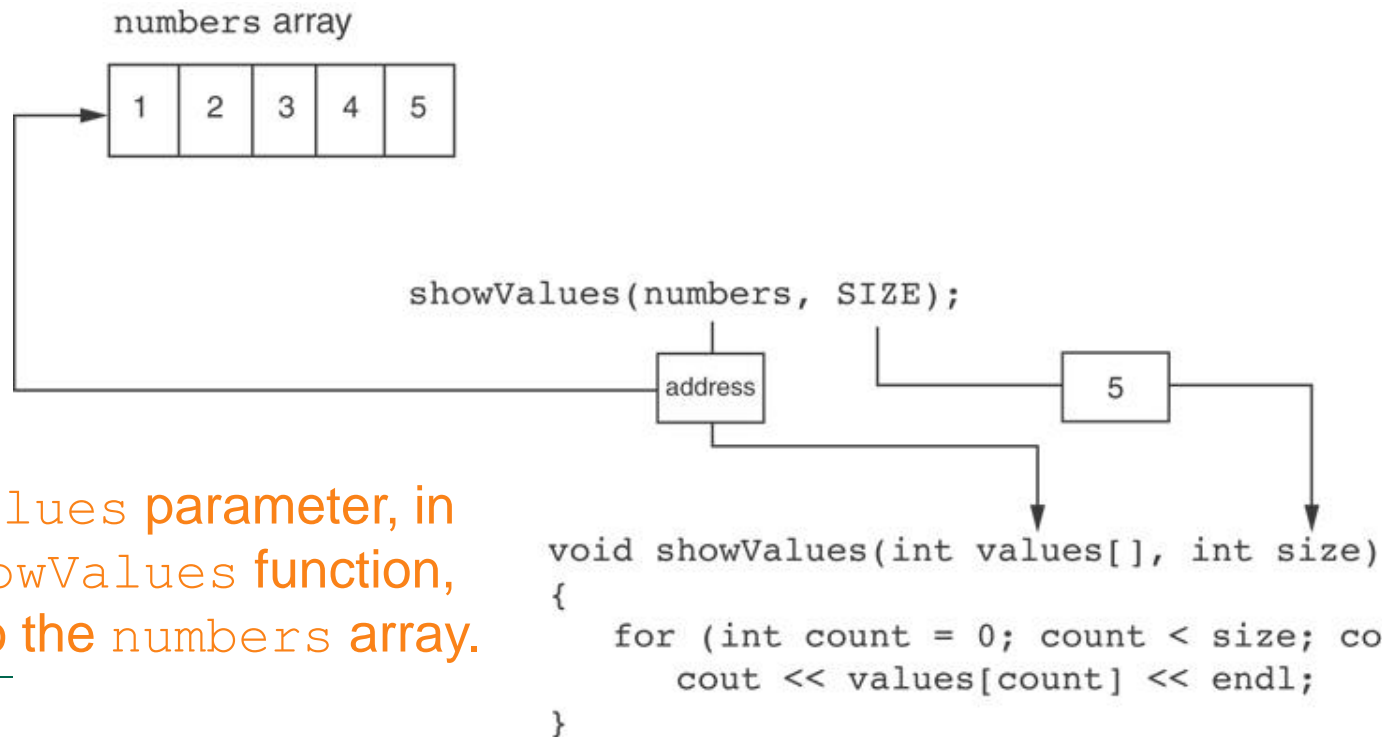 numbers array
1 2 3 4 5
showValues(numbers, SIZE);
address
5
lues parameter, in
owValues function,
o the numbers array.
void showValues(int values[], int size)
{
for (int count = 0; count < size; co
cout << values[count] << endl;
}